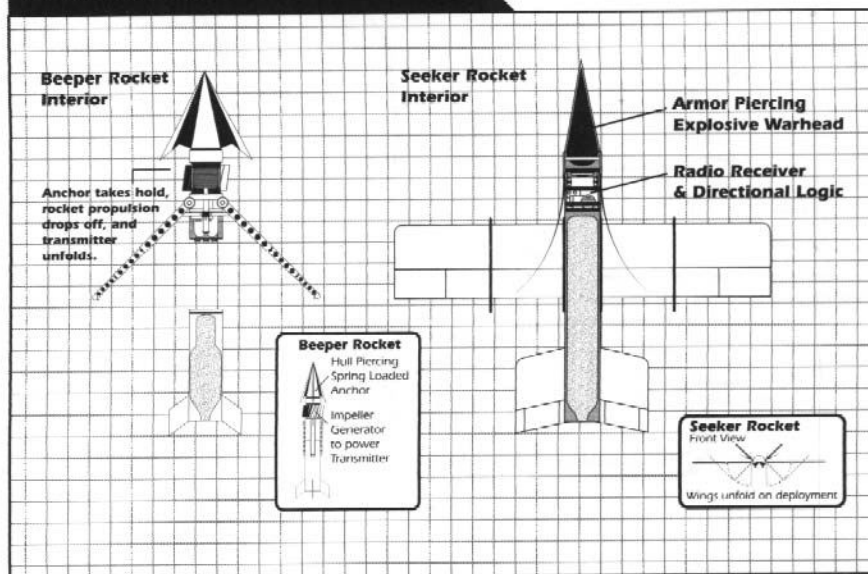 Beeper Rocket
Interior
Anchor takes hold,
rocket propulsion
drops off, and
transmitter
unfolds.
Seeker Rocket
Interior
Armor Piercing
Explosive Warhead
Radio Receiver
& Directional Logic
Beeper Rocket
Hull Piercing
Spring Loaded
Anchor
Impeller
Generator
to power
Transmitter
Seeker Rocket
Front View
Wings unfold on deployment